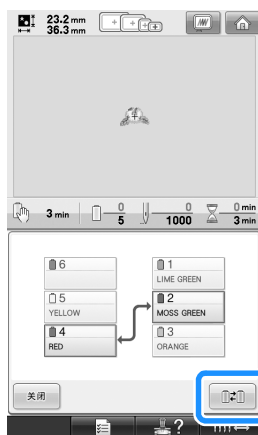 23.2 mm
36.3 mm
3 min
0
5
0
1000
0 min
3 min
6
1
LIME GREEN
5
YELLOW
2
MOSS GREEN
4
RED
3
ORANGE
关闭
?